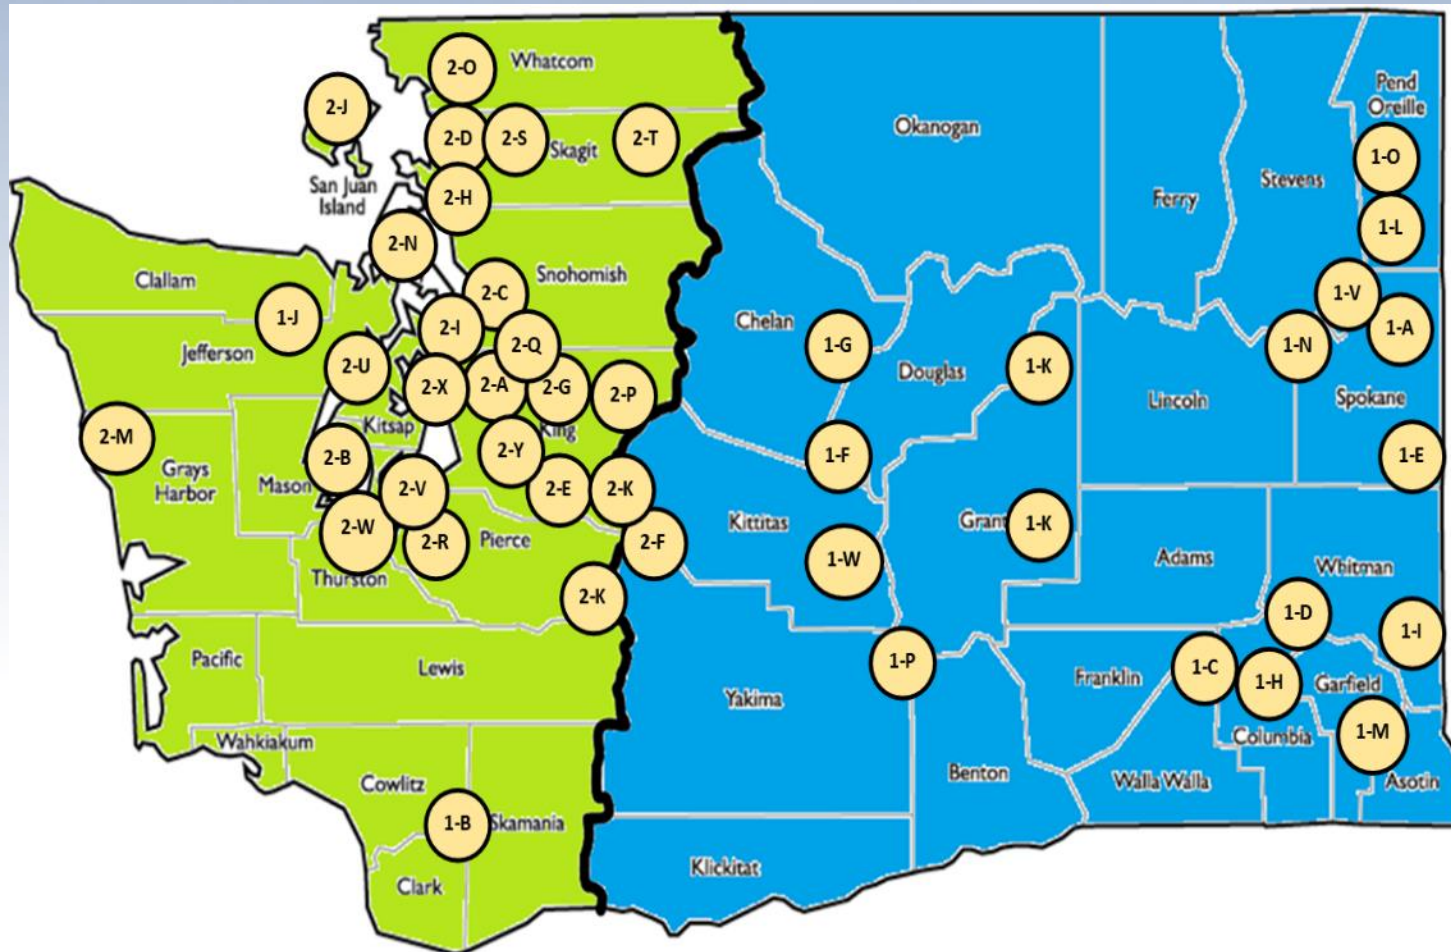 2-O
Whatcom
2-J
2-D
2-S
Skagit
2-T
San Juan
Island
2-H
2-N
Clallam
Snohomish
2-C
1-J
2-I
Jefferson
2-Q
2-U
2-X
2-A
2-G
2-P
2-M
Kitsap
King
2-Y
2-B
Grays
Harbor
Mason
2-V
2-E
2-K
2-W
2-R
Pierce
2-F
Thurston
2-K
Pacific
Lewis
Wahkiakum
Cowlitz
1-B
Skamania
Clark
Okanogan
Ferry
Stevens
Pend
Oreille
1-O
1-L
1-V
1-A
1-N
Chelan
1-G
Douglas
1-K
Lincoln
Spokane
1-F
1-E
Kittitas
Grant
1-K
1-W
Adams
Whitman
1-D
1-I
1-P
1-C
1-H
Garfield
Franklin
Yakima
1-M
Columbia
Benton
Walla Walla
Asotin
Klickitat